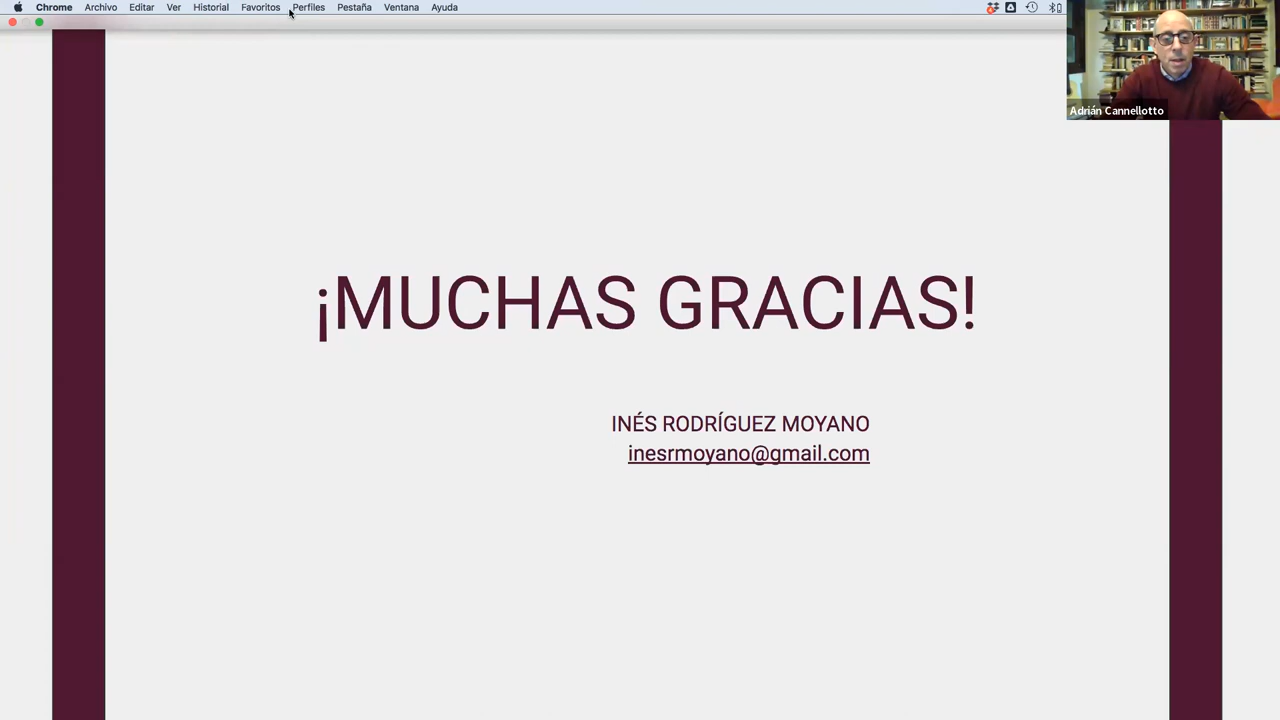 Chrome Archivo Editar Ver Historial Favoritos Perfiles Pestaña Ventana Ayuda
Adrián Cannellotto
¡MUCHAS GRACIAS!
INÉS RODRÍGUEZ MOYANO
inesrmoyano@gmail.com